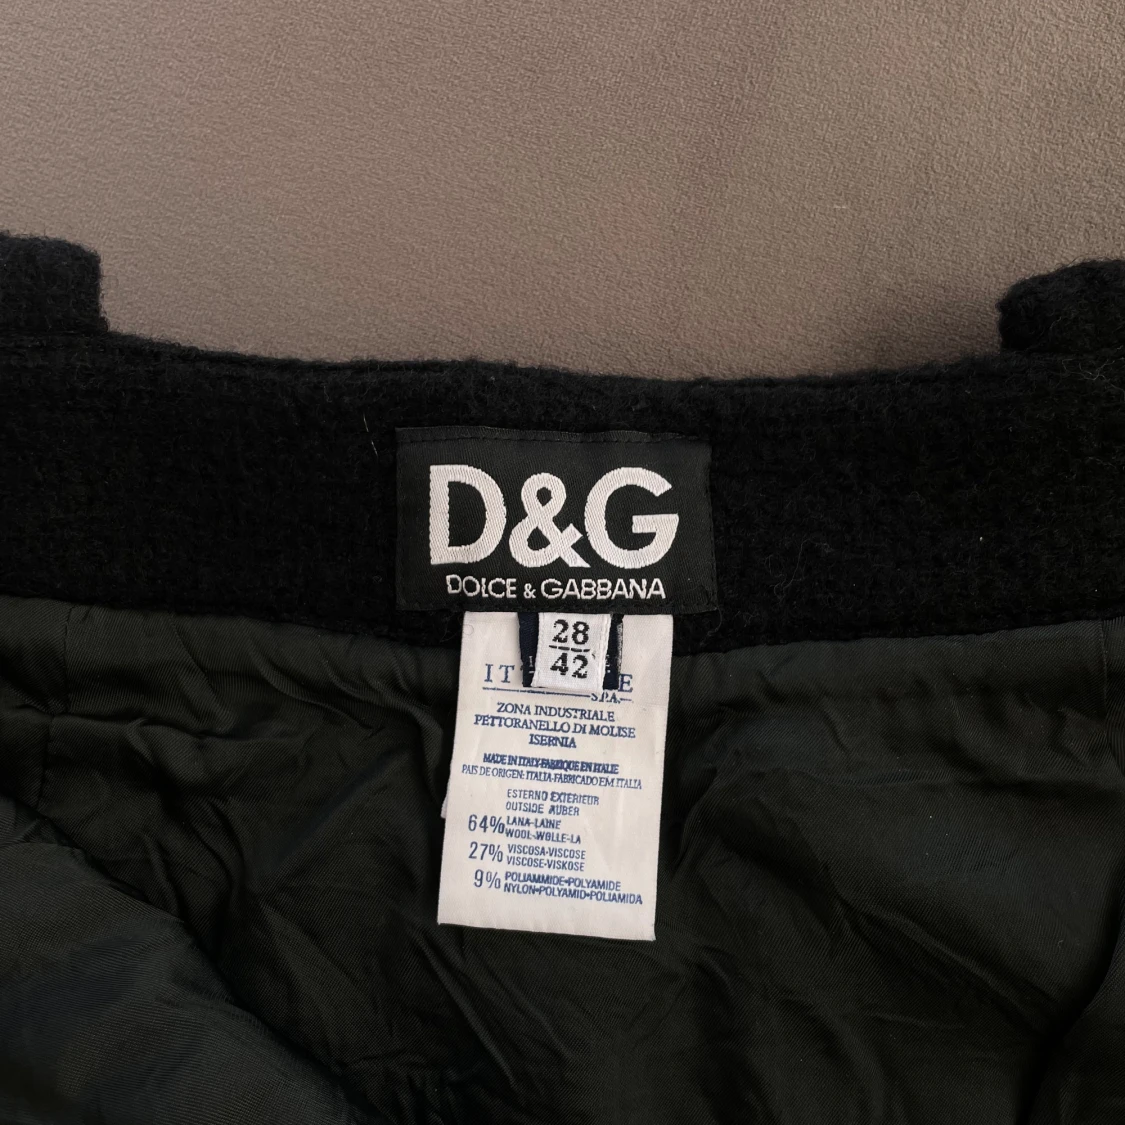 D&G
DOLCE & GABBANA
28
42
S.P.A.
ZONA INDUSTRIALE
PETTORANELLO DI MOLISE
ISERNIA
MADE IN ITALY-FABRIQUE EN ITALIE
PAIS DE ORIGEN: ITALIA-FABRICADO EM ITALIA
ESTERNO EXTERIEUR
OUTSIDE AUBER
64% LANA-LAINE
WOOL-WOLLE-LA
27% VISCOSA-VISCOSE
VISCOSE-VISKOSE
9% POLIAMMIDE-POLYAMIDE
NYLON-POLYAMID-POLIAMIDA